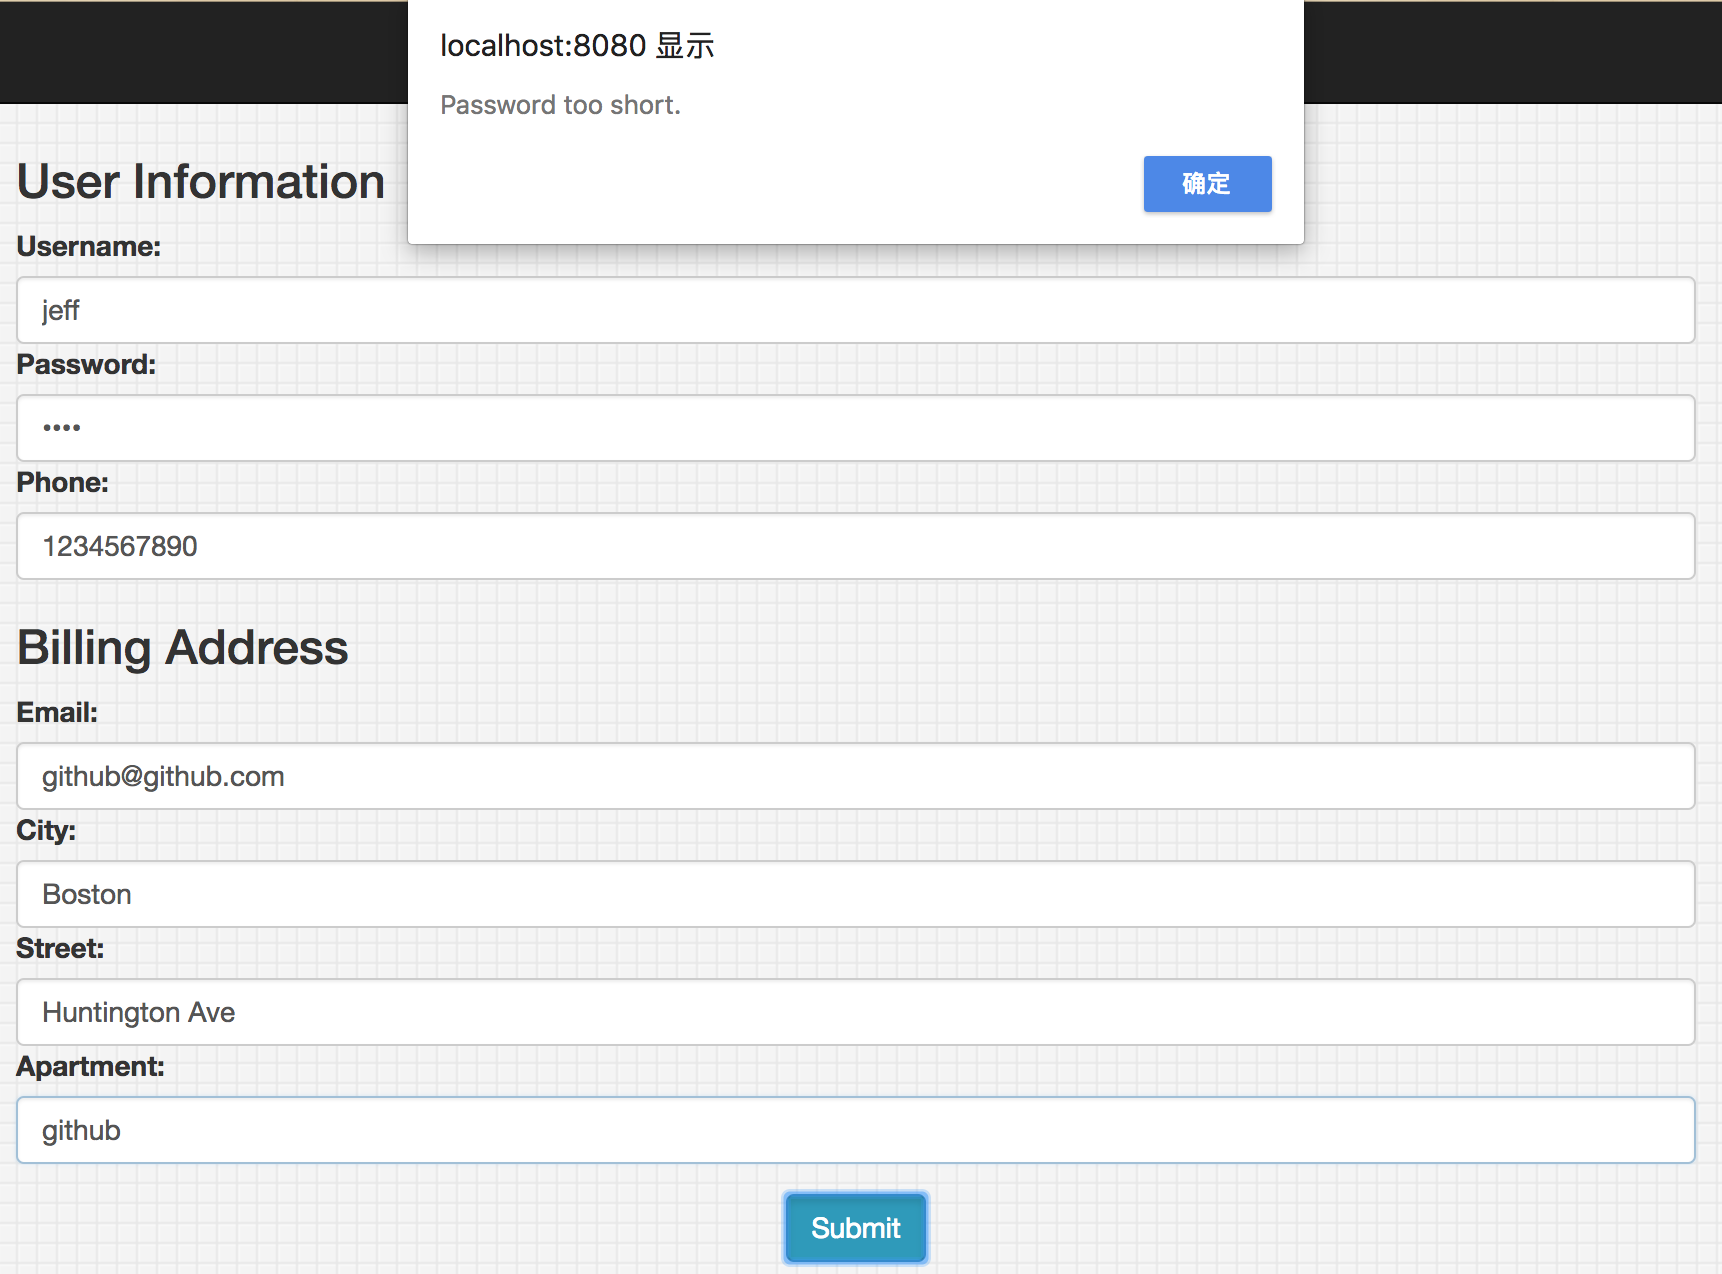 localhost:8080 显示
Password too short.
确定
User Information
Username:
jeff
Password:
••••
Phone:
1234567890
Billing Address
Email:
github@github.com
City:
Boston
Street:
Huntington Ave
Apartment:
github
Submit